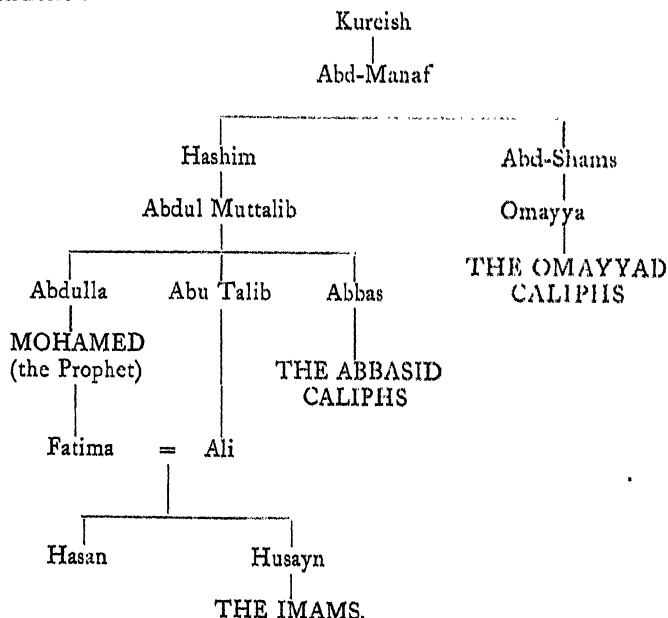 Kureish
Abd-Manaf
Hashim
Abd-Shams
Abdul Muttalib
Omayya
THE OMAYYAD
CALIPHS
Abdulla
Abu Talib
Abbas
MOHAMED
(the Prophet)
THE ABBASID
CALIPHS
Fatima = Ali
Hasan
Husayn
THE IMAMS.